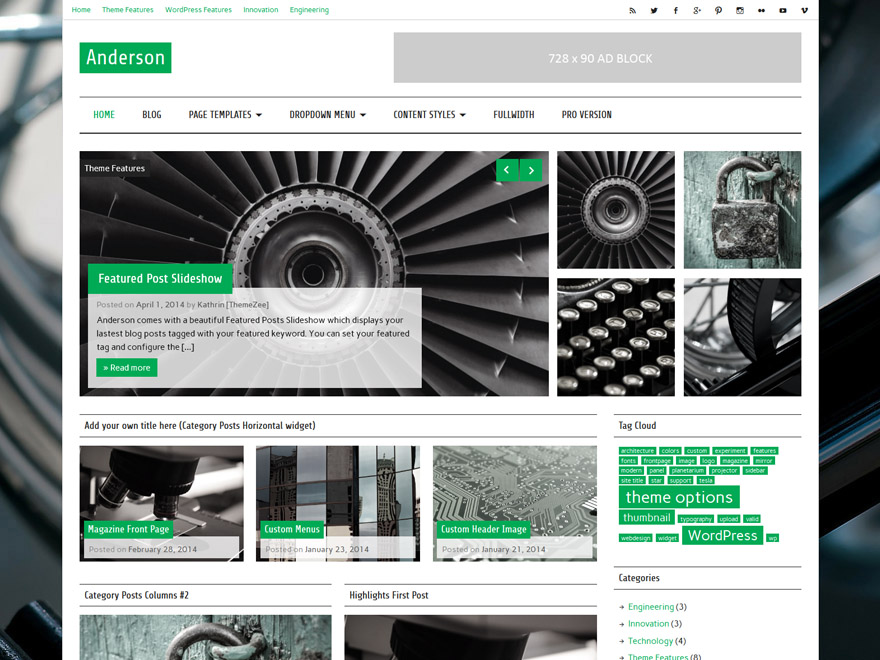 Home Theme Features WordPress Features Innovation Engineering
Anderson
728 x 90 AD BLOCK
HOME BLOG PAGE TEMPLATES DROPDOWN MENU CONTENT STYLES FULLWIDTH PRO VERSION
Theme Features
Featured Post Slideshow
Posted on April 1, 2014 by Kathrin [ThemeZee]
Anderson comes with a beautiful Featured Posts Slideshow which displays your
lastest blog posts tagged with your featured keyword. You can set your featured
tag and configure the [...]
» Read more
Add your own title here (Category Posts Horizontal widget)
Magazine Front Page
Posted on February 28, 2014
Custom Menus
Posted on January 23, 2014
Custom Header Image
Posted on January 21, 2014
Tag Cloud
architecture colors custom experiment features
fonts frontpage image logo magazine mirror
modern panel planetarium projector sidebar
site title star support tesla
theme options
thumbnail typography upload valid
webdesign widget WordPress wp
Category Posts Columns #2
Highlights First Post
Categories
Engineering (3)
Innovation (3)
Technology (4)
Theme Features (8)